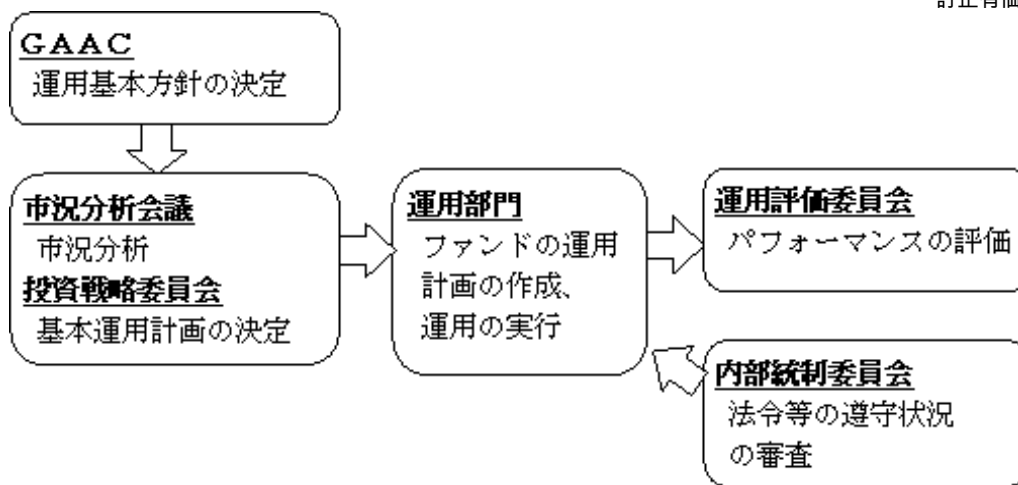 訂正有価
ＧＡＡＣ
運用基本方針の決定
市況分析会議
市況分析
投資戦略委員会
基本運用計画の決定
運用部門
ファンドの運用
計画の作成、
運用の実行
運用評価委員会
パフォーマンスの評価
内部統制委員会
法令等の遵守状況
の審査